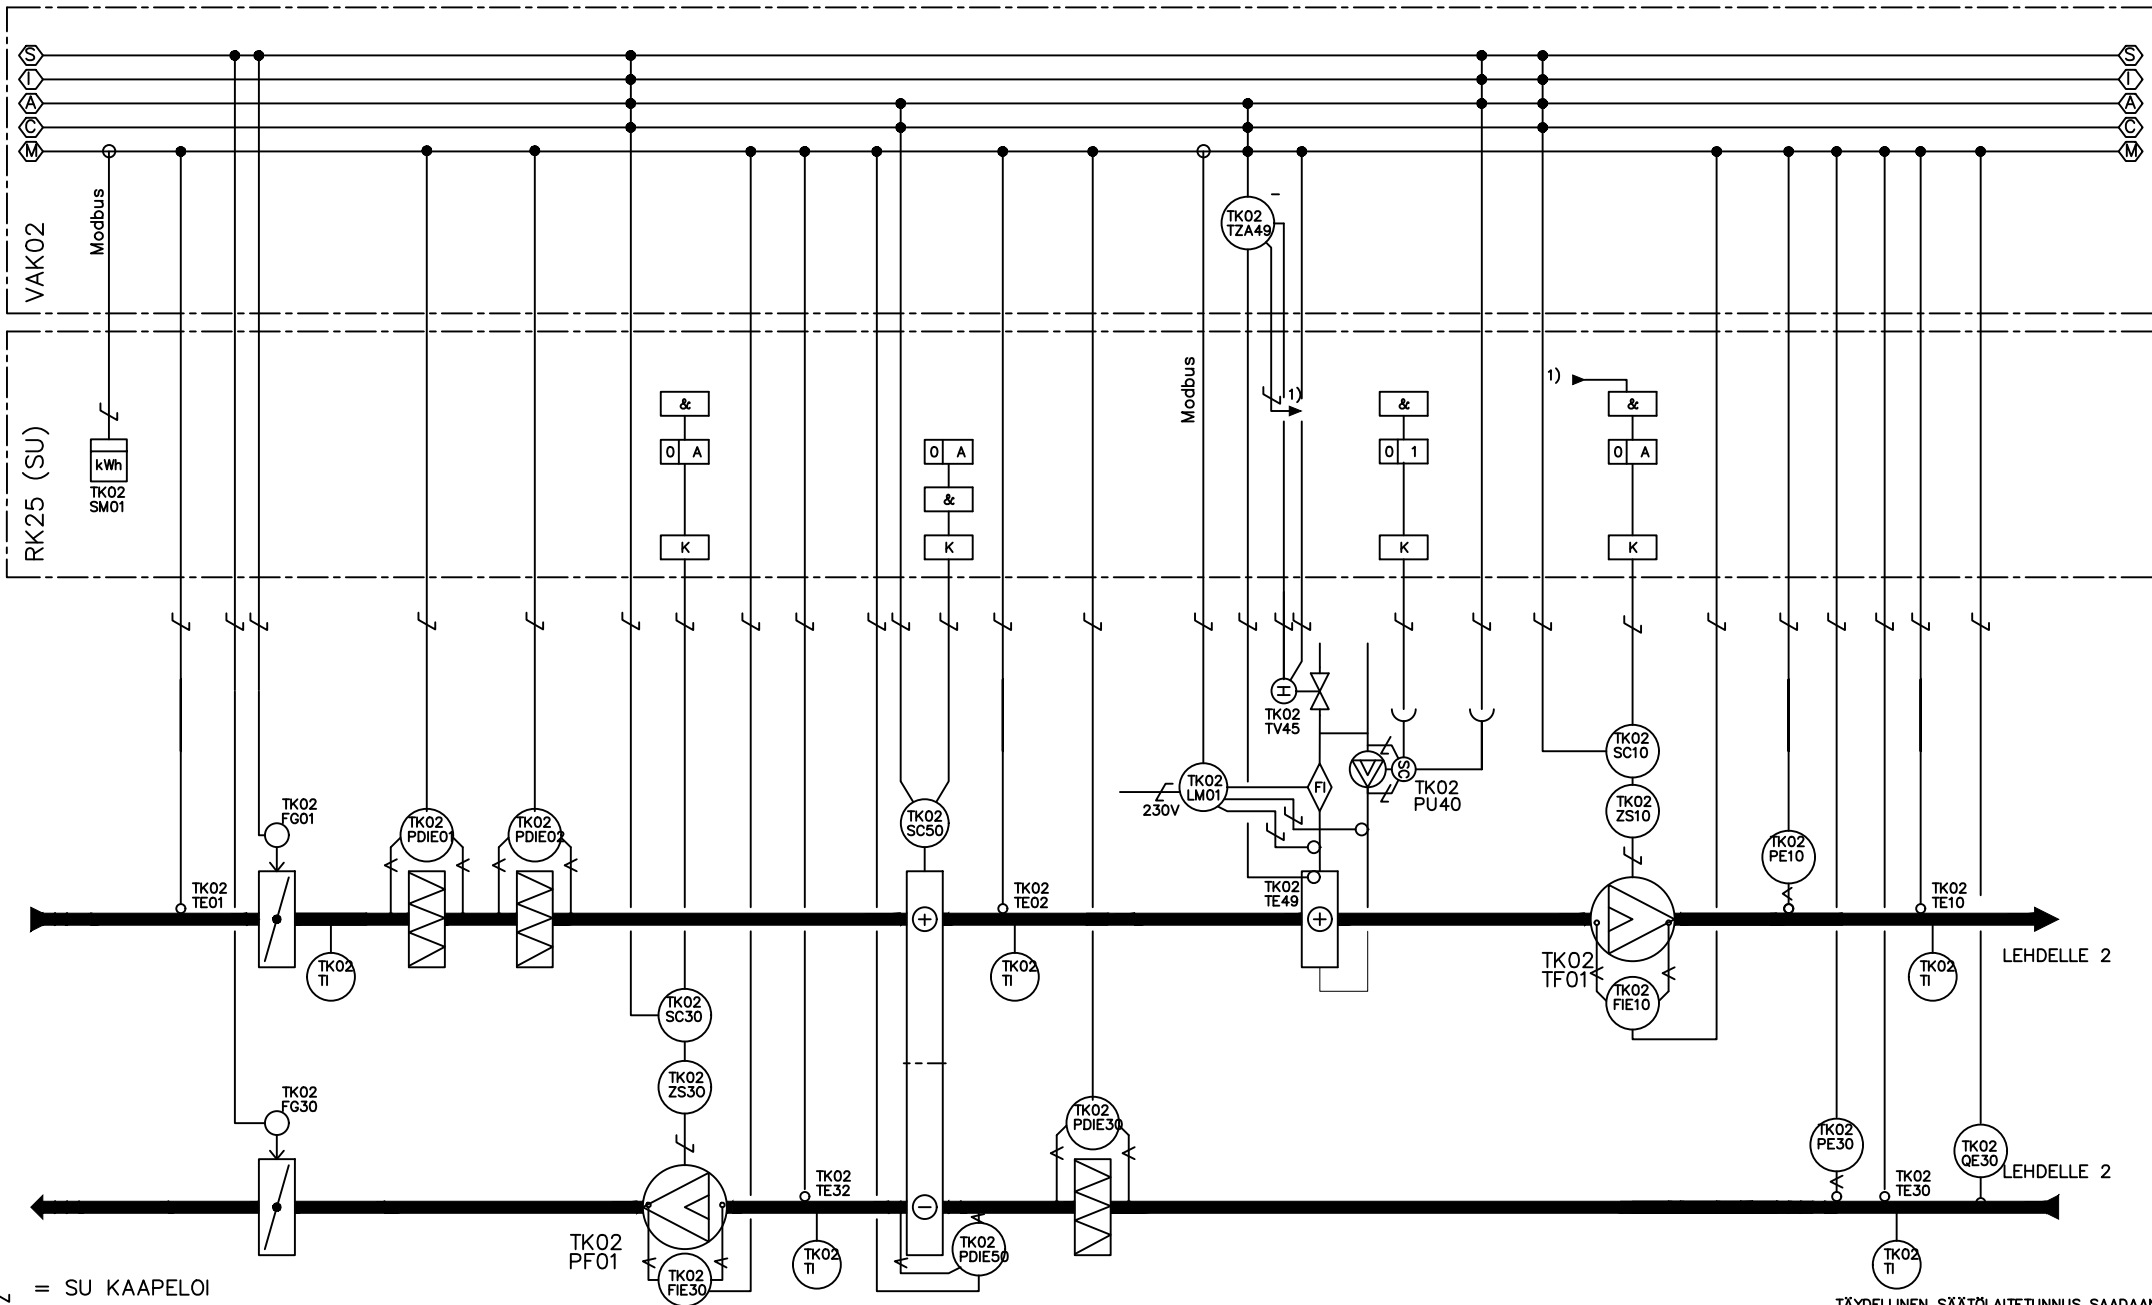 S
S
I
I
A
A
C
C
M
M
Modbus
VAK02
TK02
TZA49
–
RK25 (SU)
Modbus
1)
1)
&
&
&
kWh
TK02
SM01
0 A
0 A
0 1
0 A
&
K
K
K
K
TK02
TV45
TK02
SC10
FI
SC
TK02
PU40
TK02
LM01
230V
TK02
ZS10
TK02
FG01
TK02
PDIE01
TK02
PDIE02
TK02
SC50
TK02
PE10
TK02
TE01
TK02
TE02
TK02
TE49
TK02
TE10
+
+
TK02
TI
TK02
TI
TK02
TF01
TK02
FIE10
TK02
TI
LEHDELLE 2
TK02
SC30
TK02
ZS30
TK02
FG30
TK02
PDIE30
TK02
PE30
TK02
QE30
LEHDELLE 2
TK02
TE32
TK02
TE30
–
TK02
PF01
TK02
FIE30
TK02
TI
TK02
PDIE50
TK02
TI
= SU KAAPELOI
TÄYDELLINEN SÄÄTÖLAITETUNNUS SAADAAN